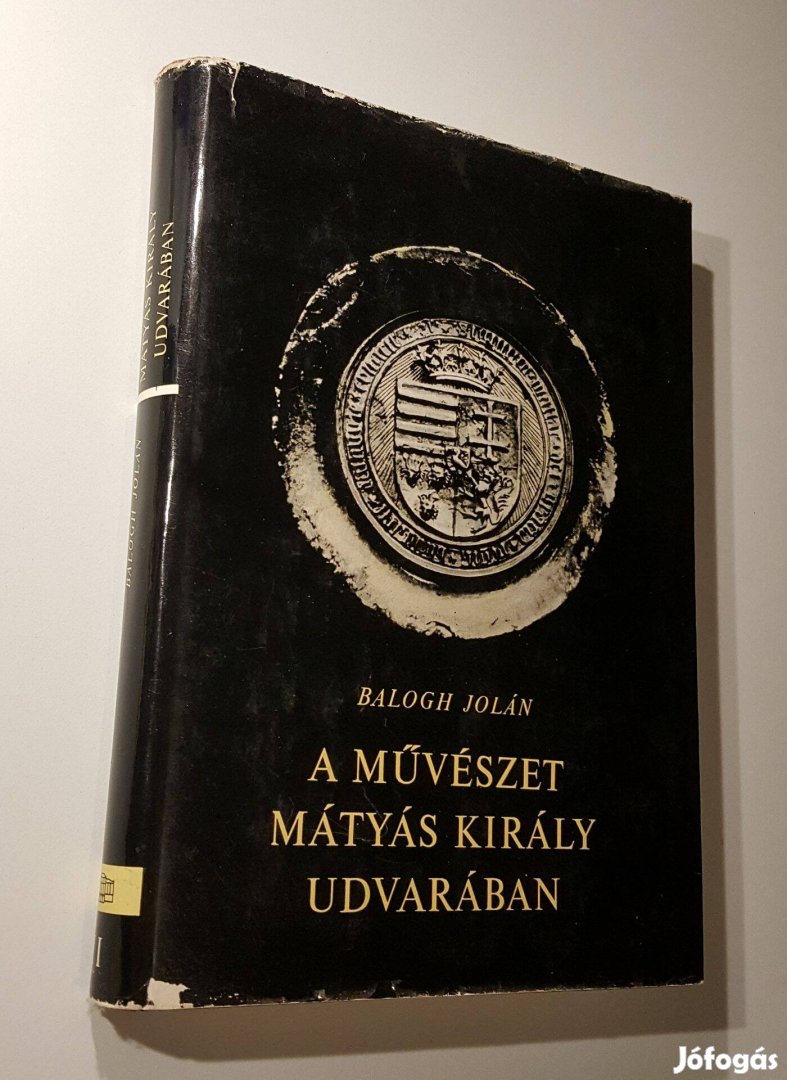 MÁTYÁS KIRÁLY
UDVARÁBAN
BALOGH JOLÁN
I
BALOGH JOLÁN
A MŰVÉSZET
MÁTYÁS KIRÁLY
UDVARÁBAN
Jófogás